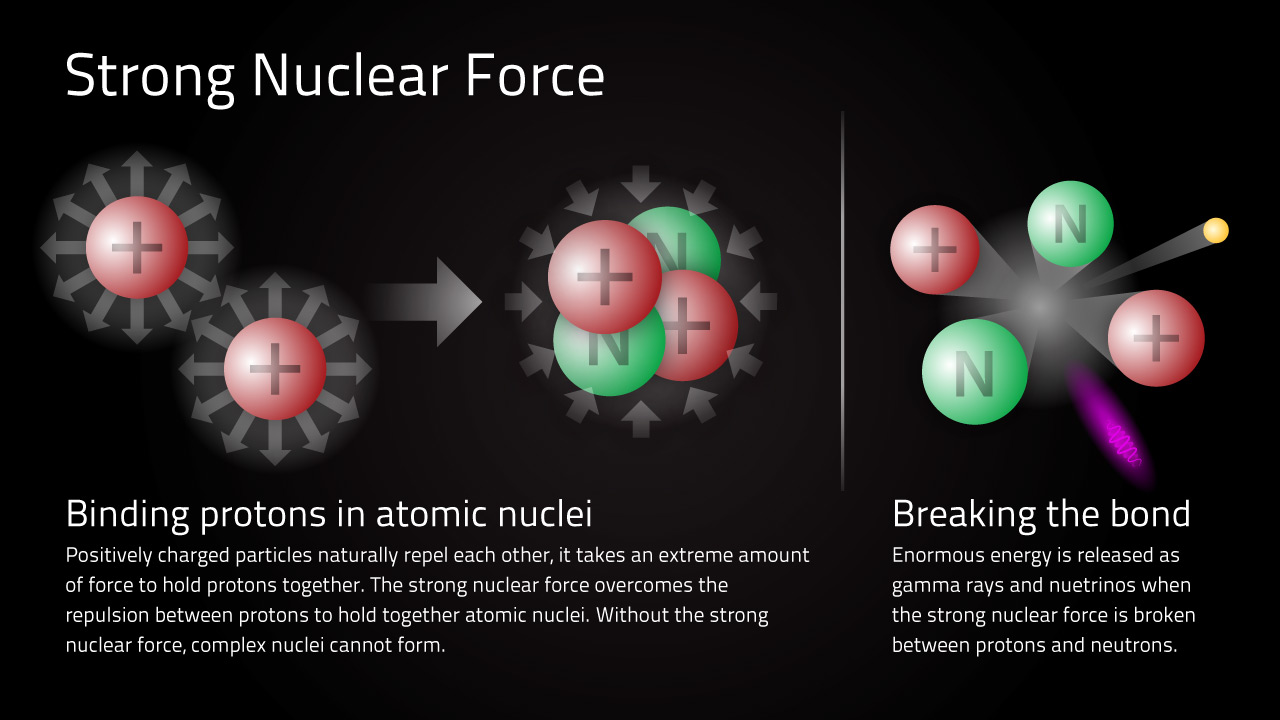 Strong Nuclear Force
+
+
+
N
+
N
+
N
N
+
Binding protons in atomic nuclei
Positively charged particles naturally repel each other, it takes an extreme amount
of force to hold protons together. The strong nuclear force overcomes the
repulsion between protons to hold together atomic nuclei. Without the strong
nuclear force, complex nuclei cannot form.
Breaking the bond
Enormous energy is released as
gamma rays and nuetrinos when
the strong nuclear force is broken
between protons and neutrons.